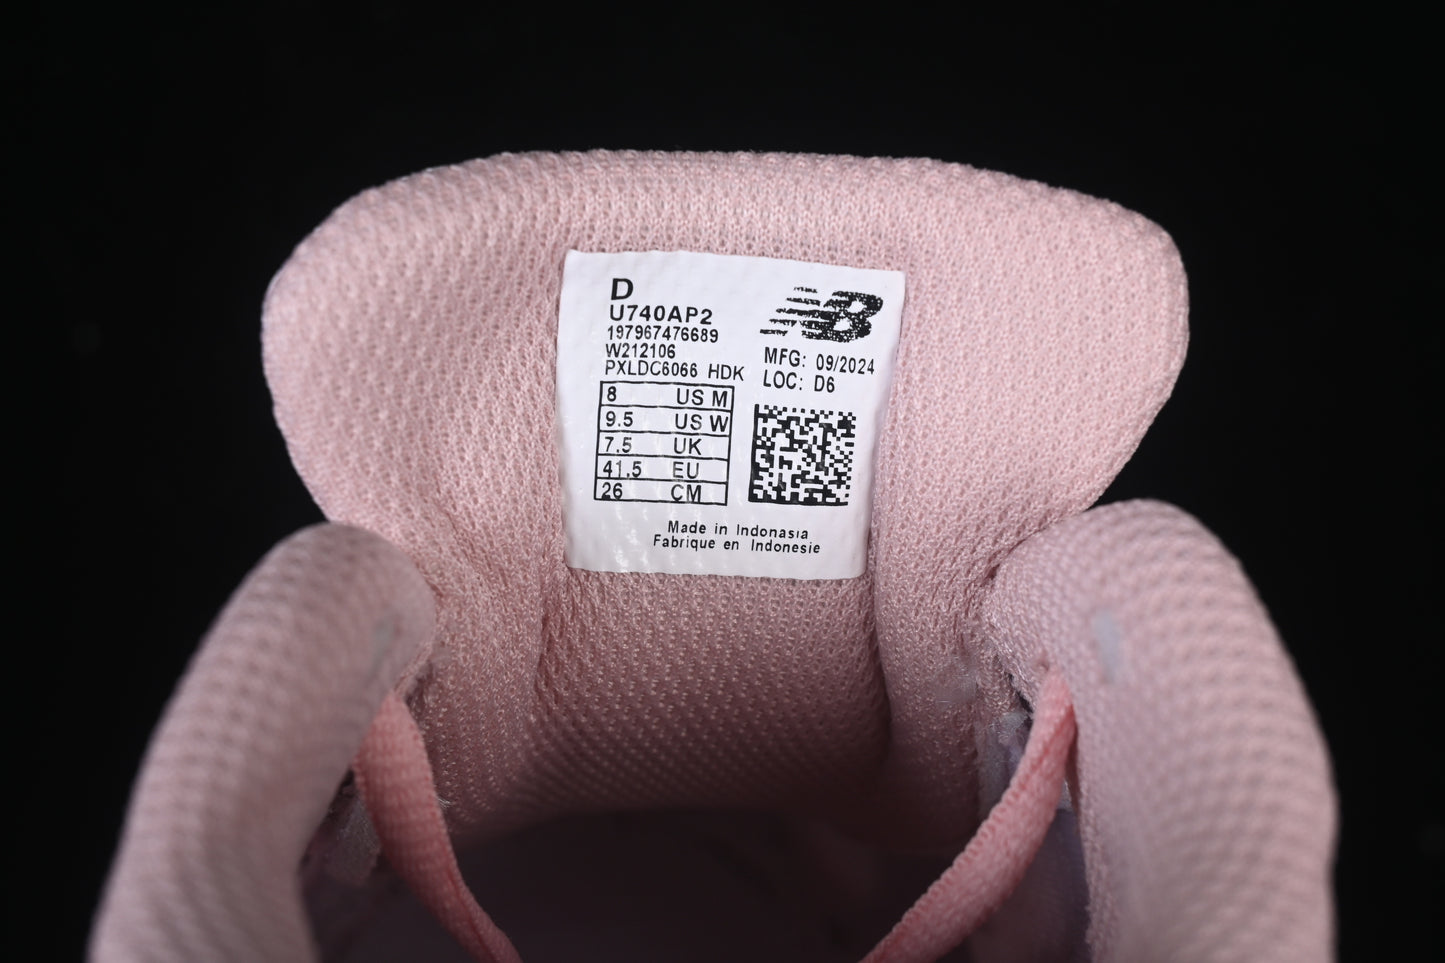 D
U740AP2
197967476689
W212106
PXLDC6066 HDK
8 US M
9.5 US W
7.5 UK
41.5 EU
26 CM
NB
MFG: 09/2024
LOC: D6
Made in Indonasia
Fabrique en Indonesie